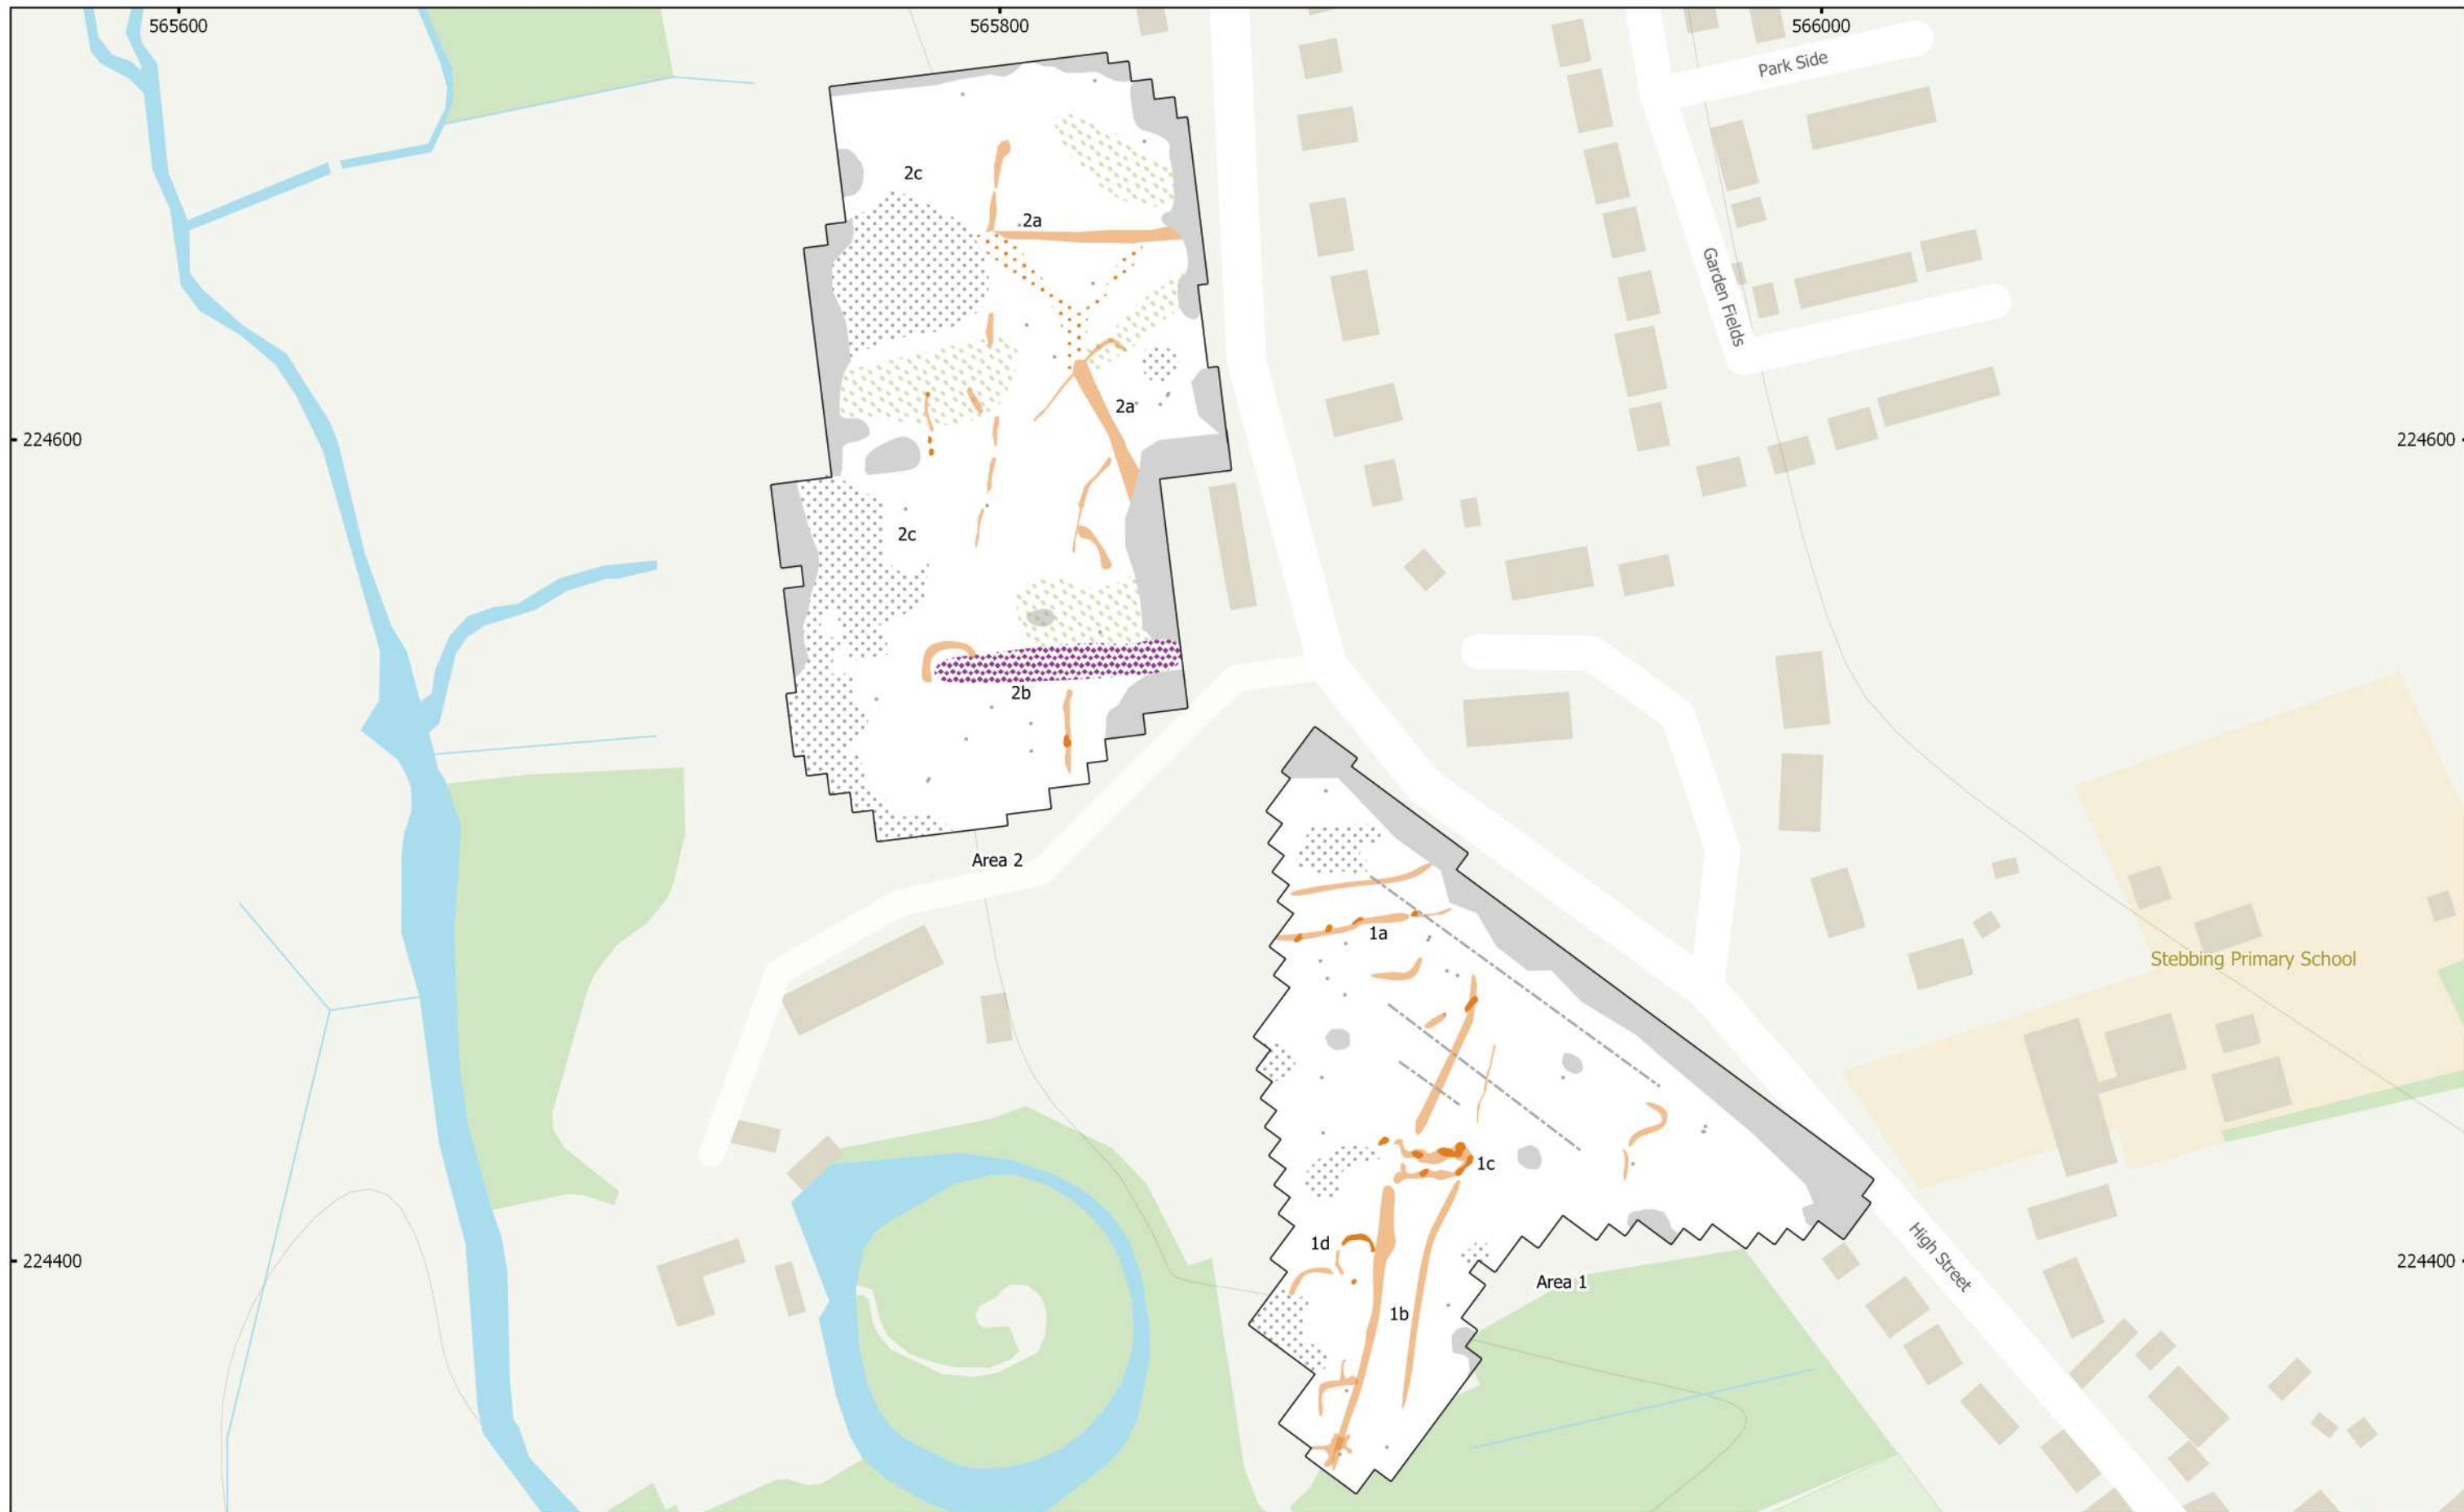 565600
565800
566000
Park Side
2c
2a
Garden Fields
2a
224600
224600
2c
2b
Area 2
1a
Stebbing Primary School
1c
1d
High Street
224400
224400
Area 1
1b